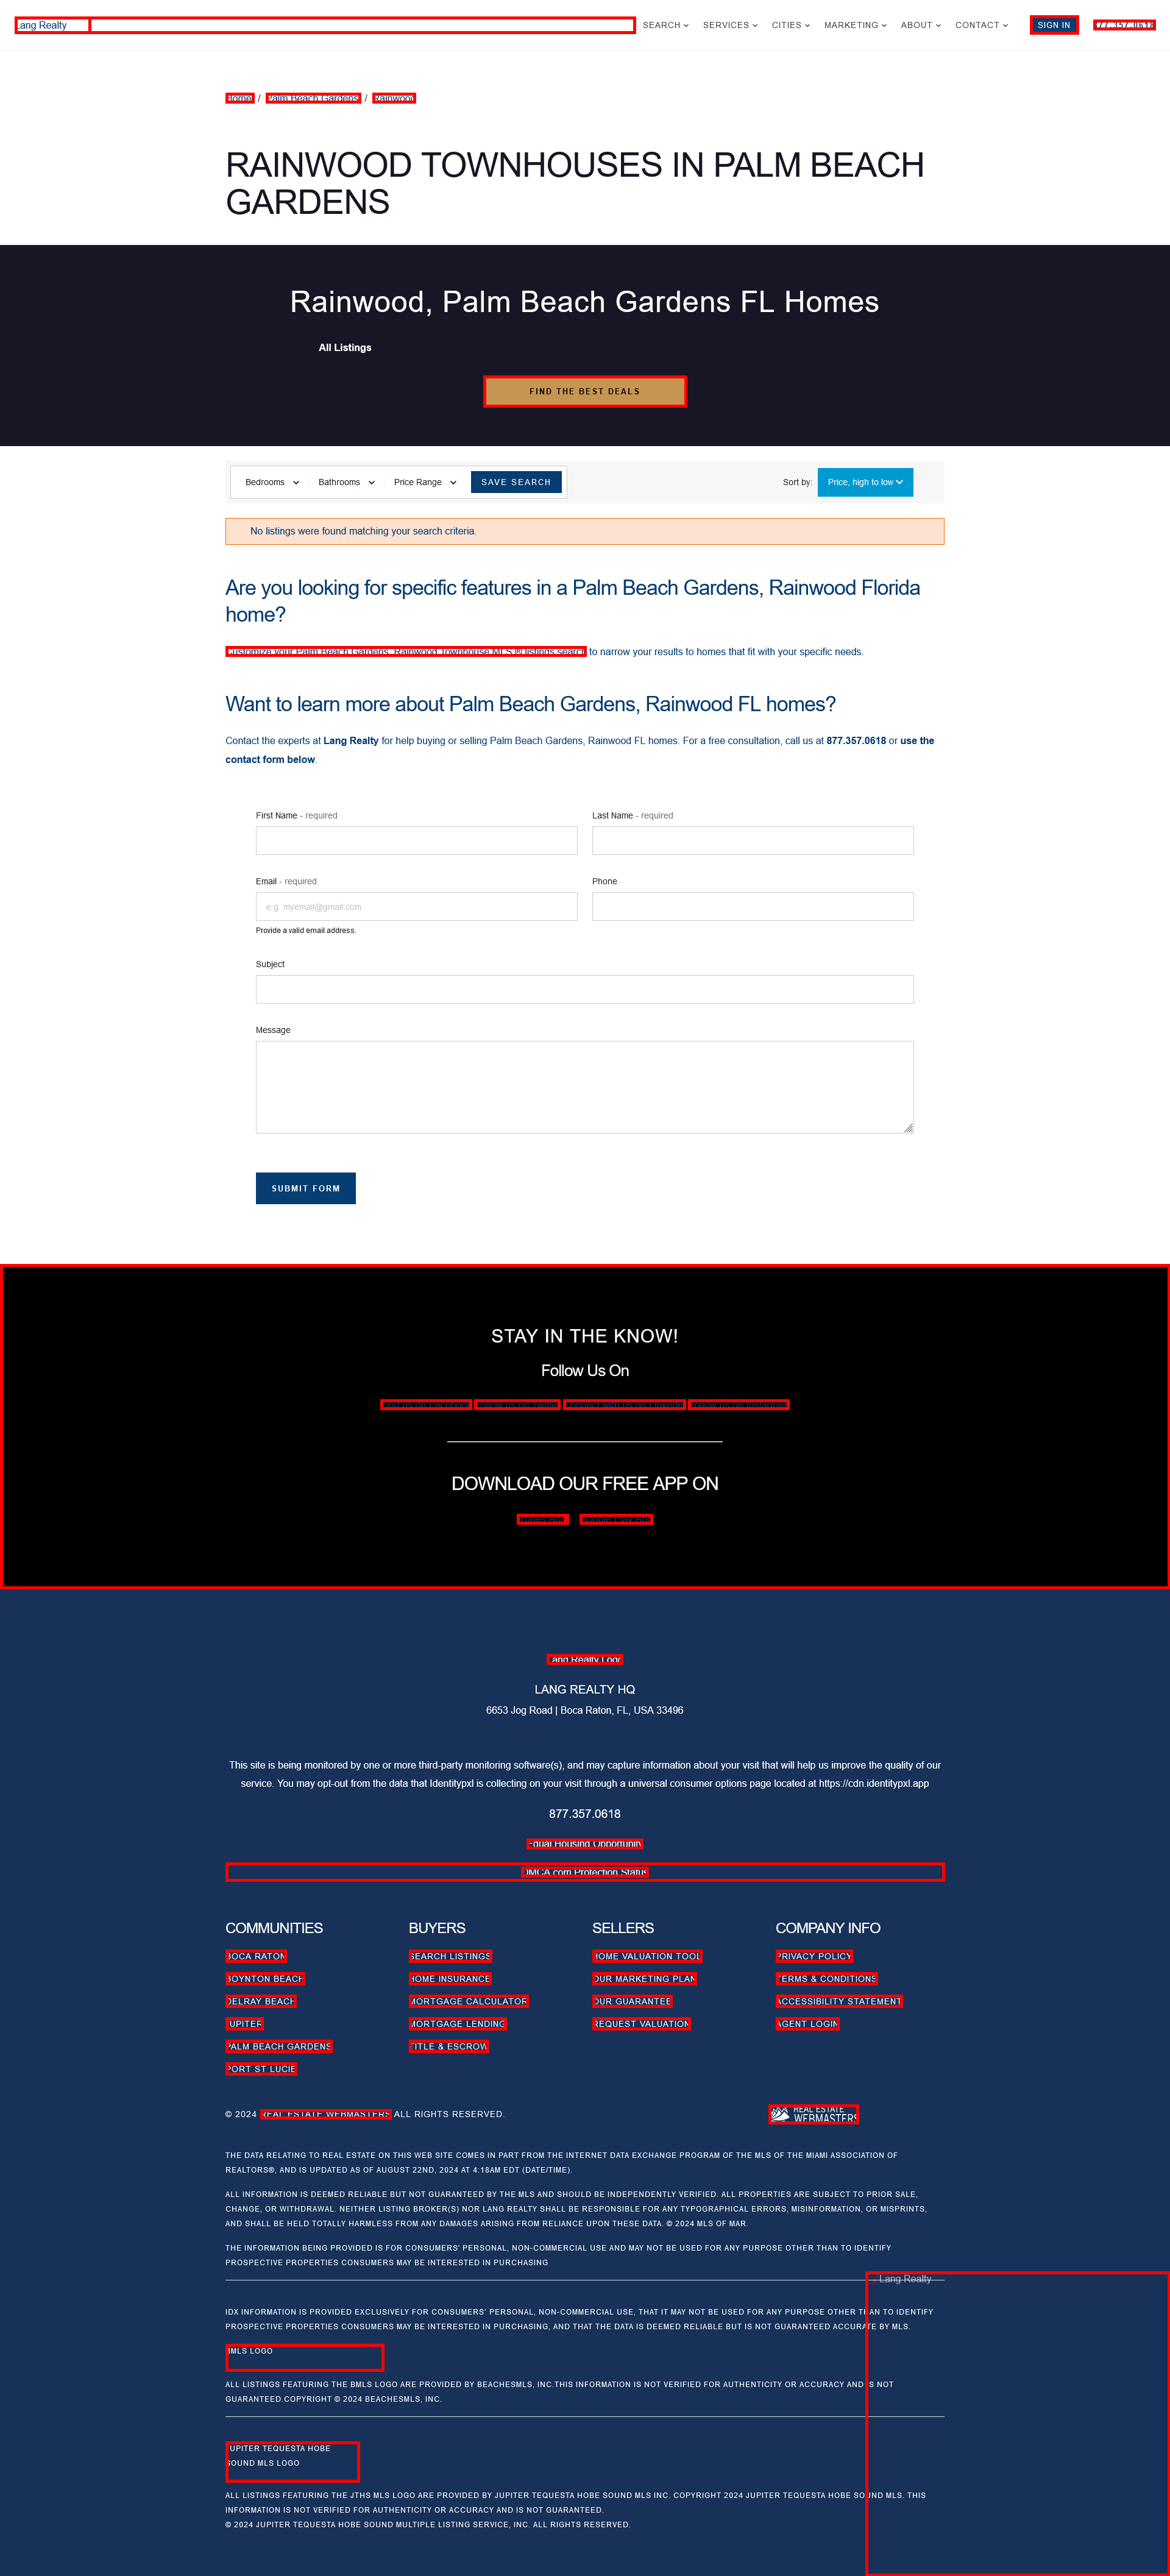 Lang Realty
SEARCH SERVICES CITIES MARKETING ABOUT CONTACT SIGN IN 877.357.0618
Home / Palm Beach Gardens / Rainwood
RAINWOOD TOWNHOUSES IN PALM BEACH
GARDENS
Rainwood, Palm Beach Gardens FL Homes
All Listings
FIND THE BEST DEALS
Bedrooms Bathrooms Price Range SAVE SEARCH Sort by: Price, high to low
No listings were found matching your search criteria.
Are you looking for specific features in a Palm Beach Gardens, Rainwood Florida
home?
Customize your Palm Beach Gardens, Rainwood Townhouse MLS ® listings search to narrow your results to homes that fit with your specific needs.
Want to learn more about Palm Beach Gardens, Rainwood FL homes?
Contact the experts at Lang Realty for help buying or selling Palm Beach Gardens, Rainwood FL homes. For a free consultation, call us at 877.357.0618 or use the
contact form below.
First Name - required Last Name - required
Email - required Phone
e.g. myemail@gmail.com
Provide a valid email address.
Subject
Message
SUBMIT FORM
STAY IN THE KNOW!
Follow Us On
DOWNLOAD OUR FREE APP ON
Lang Realty Logo
LANG REALTY HQ
6653 Jog Road | Boca Raton, FL, USA 33496
This site is being monitored by one or more third-party monitoring software(s), and may capture information about your visit that will help us improve the quality of our
service. You may opt-out from the data that Identitypxl is collecting on your visit through a universal consumer options page located at https://cdn.identitypxl.app
877.357.0618
Equal Housing Opportunity
DMCA.com Protection Status
COMMUNITIES BUYERS SELLERS COMPANY INFO
BOCA RATON SEARCH LISTINGS HOME VALUATION TOOL PRIVACY POLICY
BOYNTON BEACH HOME INSURANCE OUR MARKETING PLAN TERMS & CONDITIONS
DELRAY BEACH MORTGAGE CALCULATOR OUR GUARANTEE ACCESSIBILITY STATEMENT
JUPITER MORTGAGE LENDING REQUEST VALUATION AGENT LOGIN
PALM BEACH GARDENS TITLE & ESCROW
PORT ST LUCIE
© 2024 REAL ESTATE WEBMASTERS ALL RIGHTS RESERVED. REAL ESTATE
WEBMASTERS
THE DATA RELATING TO REAL ESTATE ON THIS WEB SITE COMES IN PART FROM THE INTERNET DATA EXCHANGE PROGRAM OF THE MLS OF THE MIAMI ASSOCIATION OF
REALTORS®, AND IS UPDATED AS OF AUGUST 22ND, 2024 AT 4:18AM EDT (DATE/TIME).
ALL INFORMATION IS DEEMED RELIABLE BUT NOT GUARANTEED BY THE MLS AND SHOULD BE INDEPENDENTLY VERIFIED. ALL PROPERTIES ARE SUBJECT TO PRIOR SALE,
CHANGE, OR WITHDRAWAL. NEITHER LISTING BROKER(S) NOR LANG REALTY SHALL BE RESPONSIBLE FOR ANY TYPOGRAPHICAL ERRORS, MISINFORMATION, OR MISPRINTS,
AND SHALL BE HELD TOTALLY HARMLESS FROM ANY DAMAGES ARISING FROM RELIANCE UPON THESE DATA. © 2024 MLS OF MAR.
THE INFORMATION BEING PROVIDED IS FOR CONSUMERS' PERSONAL, NON-COMMERCIAL USE AND MAY NOT BE USED FOR ANY PURPOSE OTHER THAN TO IDENTIFY
PROSPECTIVE PROPERTIES CONSUMERS MAY BE INTERESTED IN PURCHASING
- Lang Realty
IDX INFORMATION IS PROVIDED EXCLUSIVELY FOR CONSUMERS' PERSONAL, NON-COMMERCIAL USE, THAT IT MAY NOT BE USED FOR ANY PURPOSE OTHER THAN TO IDENTIFY
PROSPECTIVE PROPERTIES CONSUMERS MAY BE INTERESTED IN PURCHASING, AND THAT THE DATA IS DEEMED RELIABLE BUT IS NOT GUARANTEED ACCURATE BY MLS.
BMLS LOGO
ALL LISTINGS FEATURING THE BMLS LOGO ARE PROVIDED BY BEACHESMLS, INC.THIS INFORMATION IS NOT VERIFIED FOR AUTHENTICITY OR ACCURACY AND IS NOT
GUARANTEED.COPYRIGHT © 2024 BEACHESMLS, INC.
JUPITER TEQUESTA HOBE
SOUND MLS LOGO
ALL LISTINGS FEATURING THE JTHS MLS LOGO ARE PROVIDED BY JUPITER TEQUESTA HOBE SOUND MLS INC. COPYRIGHT 2024 JUPITER TEQUESTA HOBE SOUND MLS. THIS
INFORMATION IS NOT VERIFIED FOR AUTHENTICITY OR ACCURACY AND IS NOT GUARANTEED.
© 2024 JUPITER TEQUESTA HOBE SOUND MULTIPLE LISTING SERVICE, INC. ALL RIGHTS RESERVED.